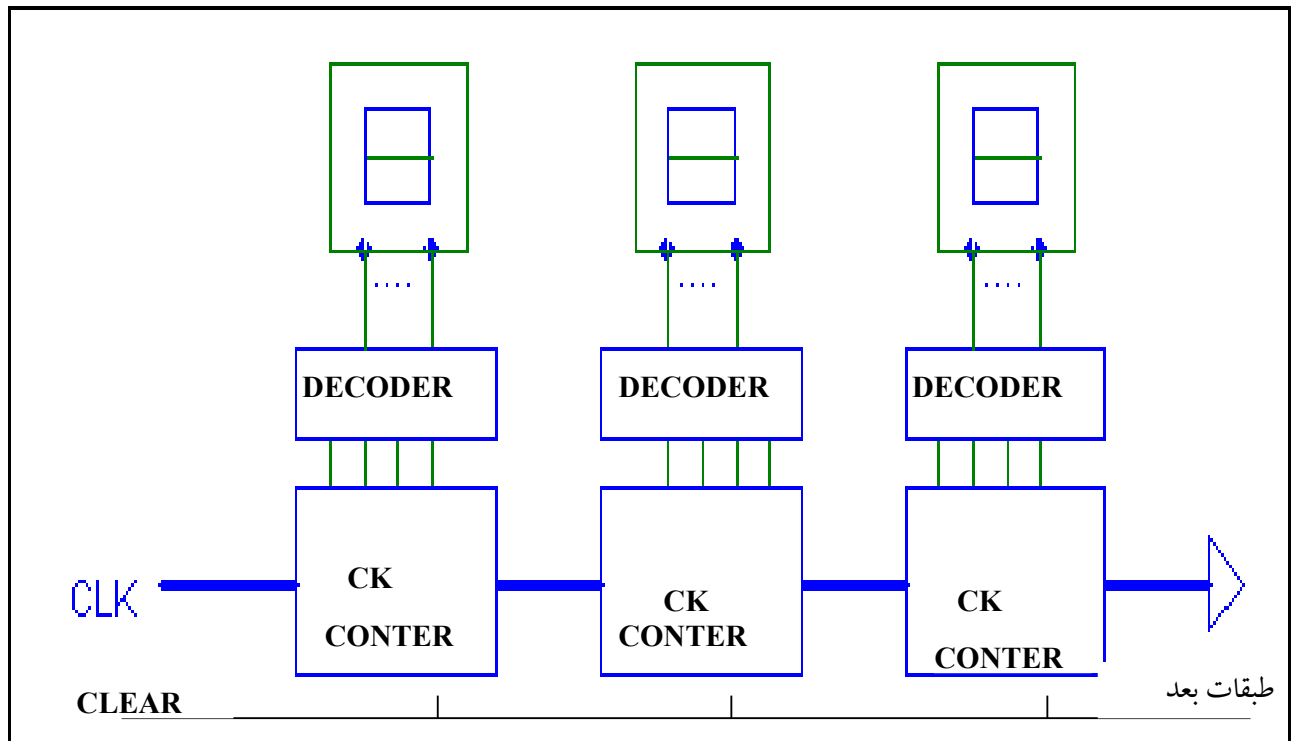 DECODER DECODER DECODER
CLK CK CK CK
CONTER CONTER CONTER
CLEAR
طبقات بعد